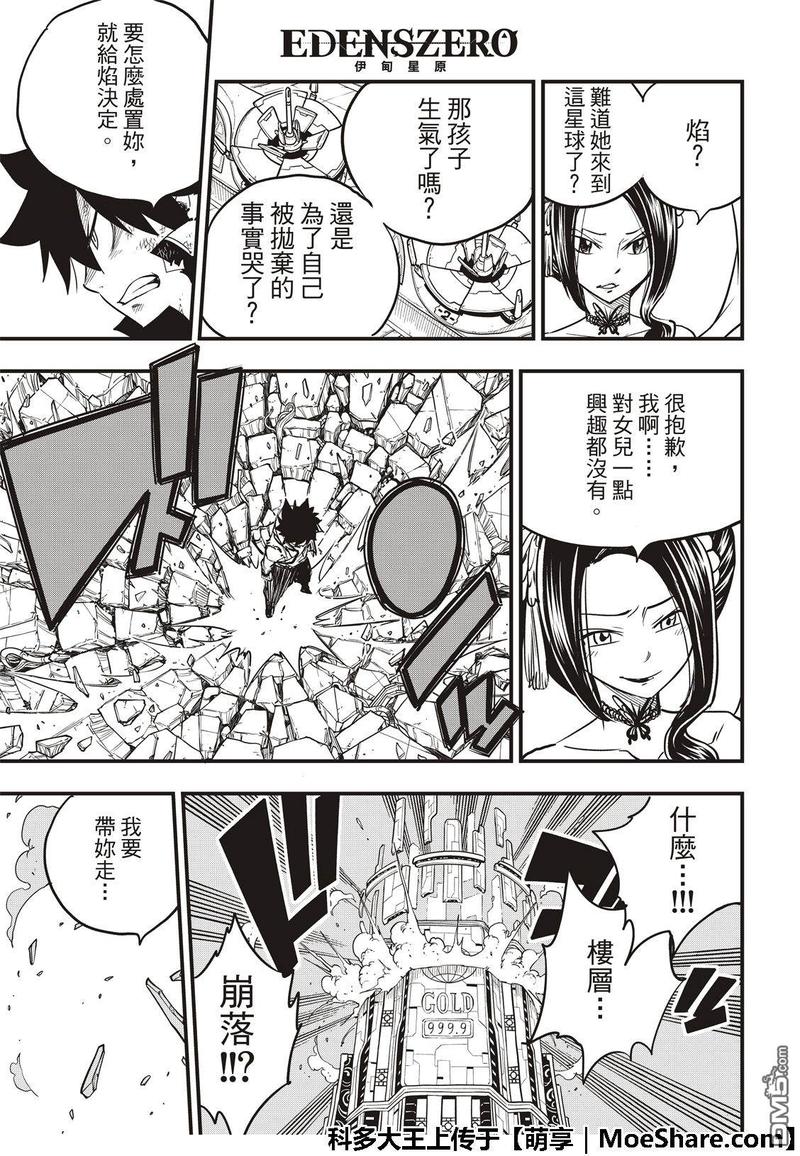 EDENSZERO
伊甸星原
焰?
難道她來到
這星球了?
那孩子
生氣了嗎?
還是
為了自己
被拋棄的
事實哭了?
要怎麼處置妳,
就給焰決定。
2
很抱歉,
我啊……
對女兒一點
興趣都沒有。
什麼…!!!
樓層…
崩落!!?
GOLD
999.9
我要
帶妳走…
科多大王上传于【萌享】MoeShare.com】
DM5.com